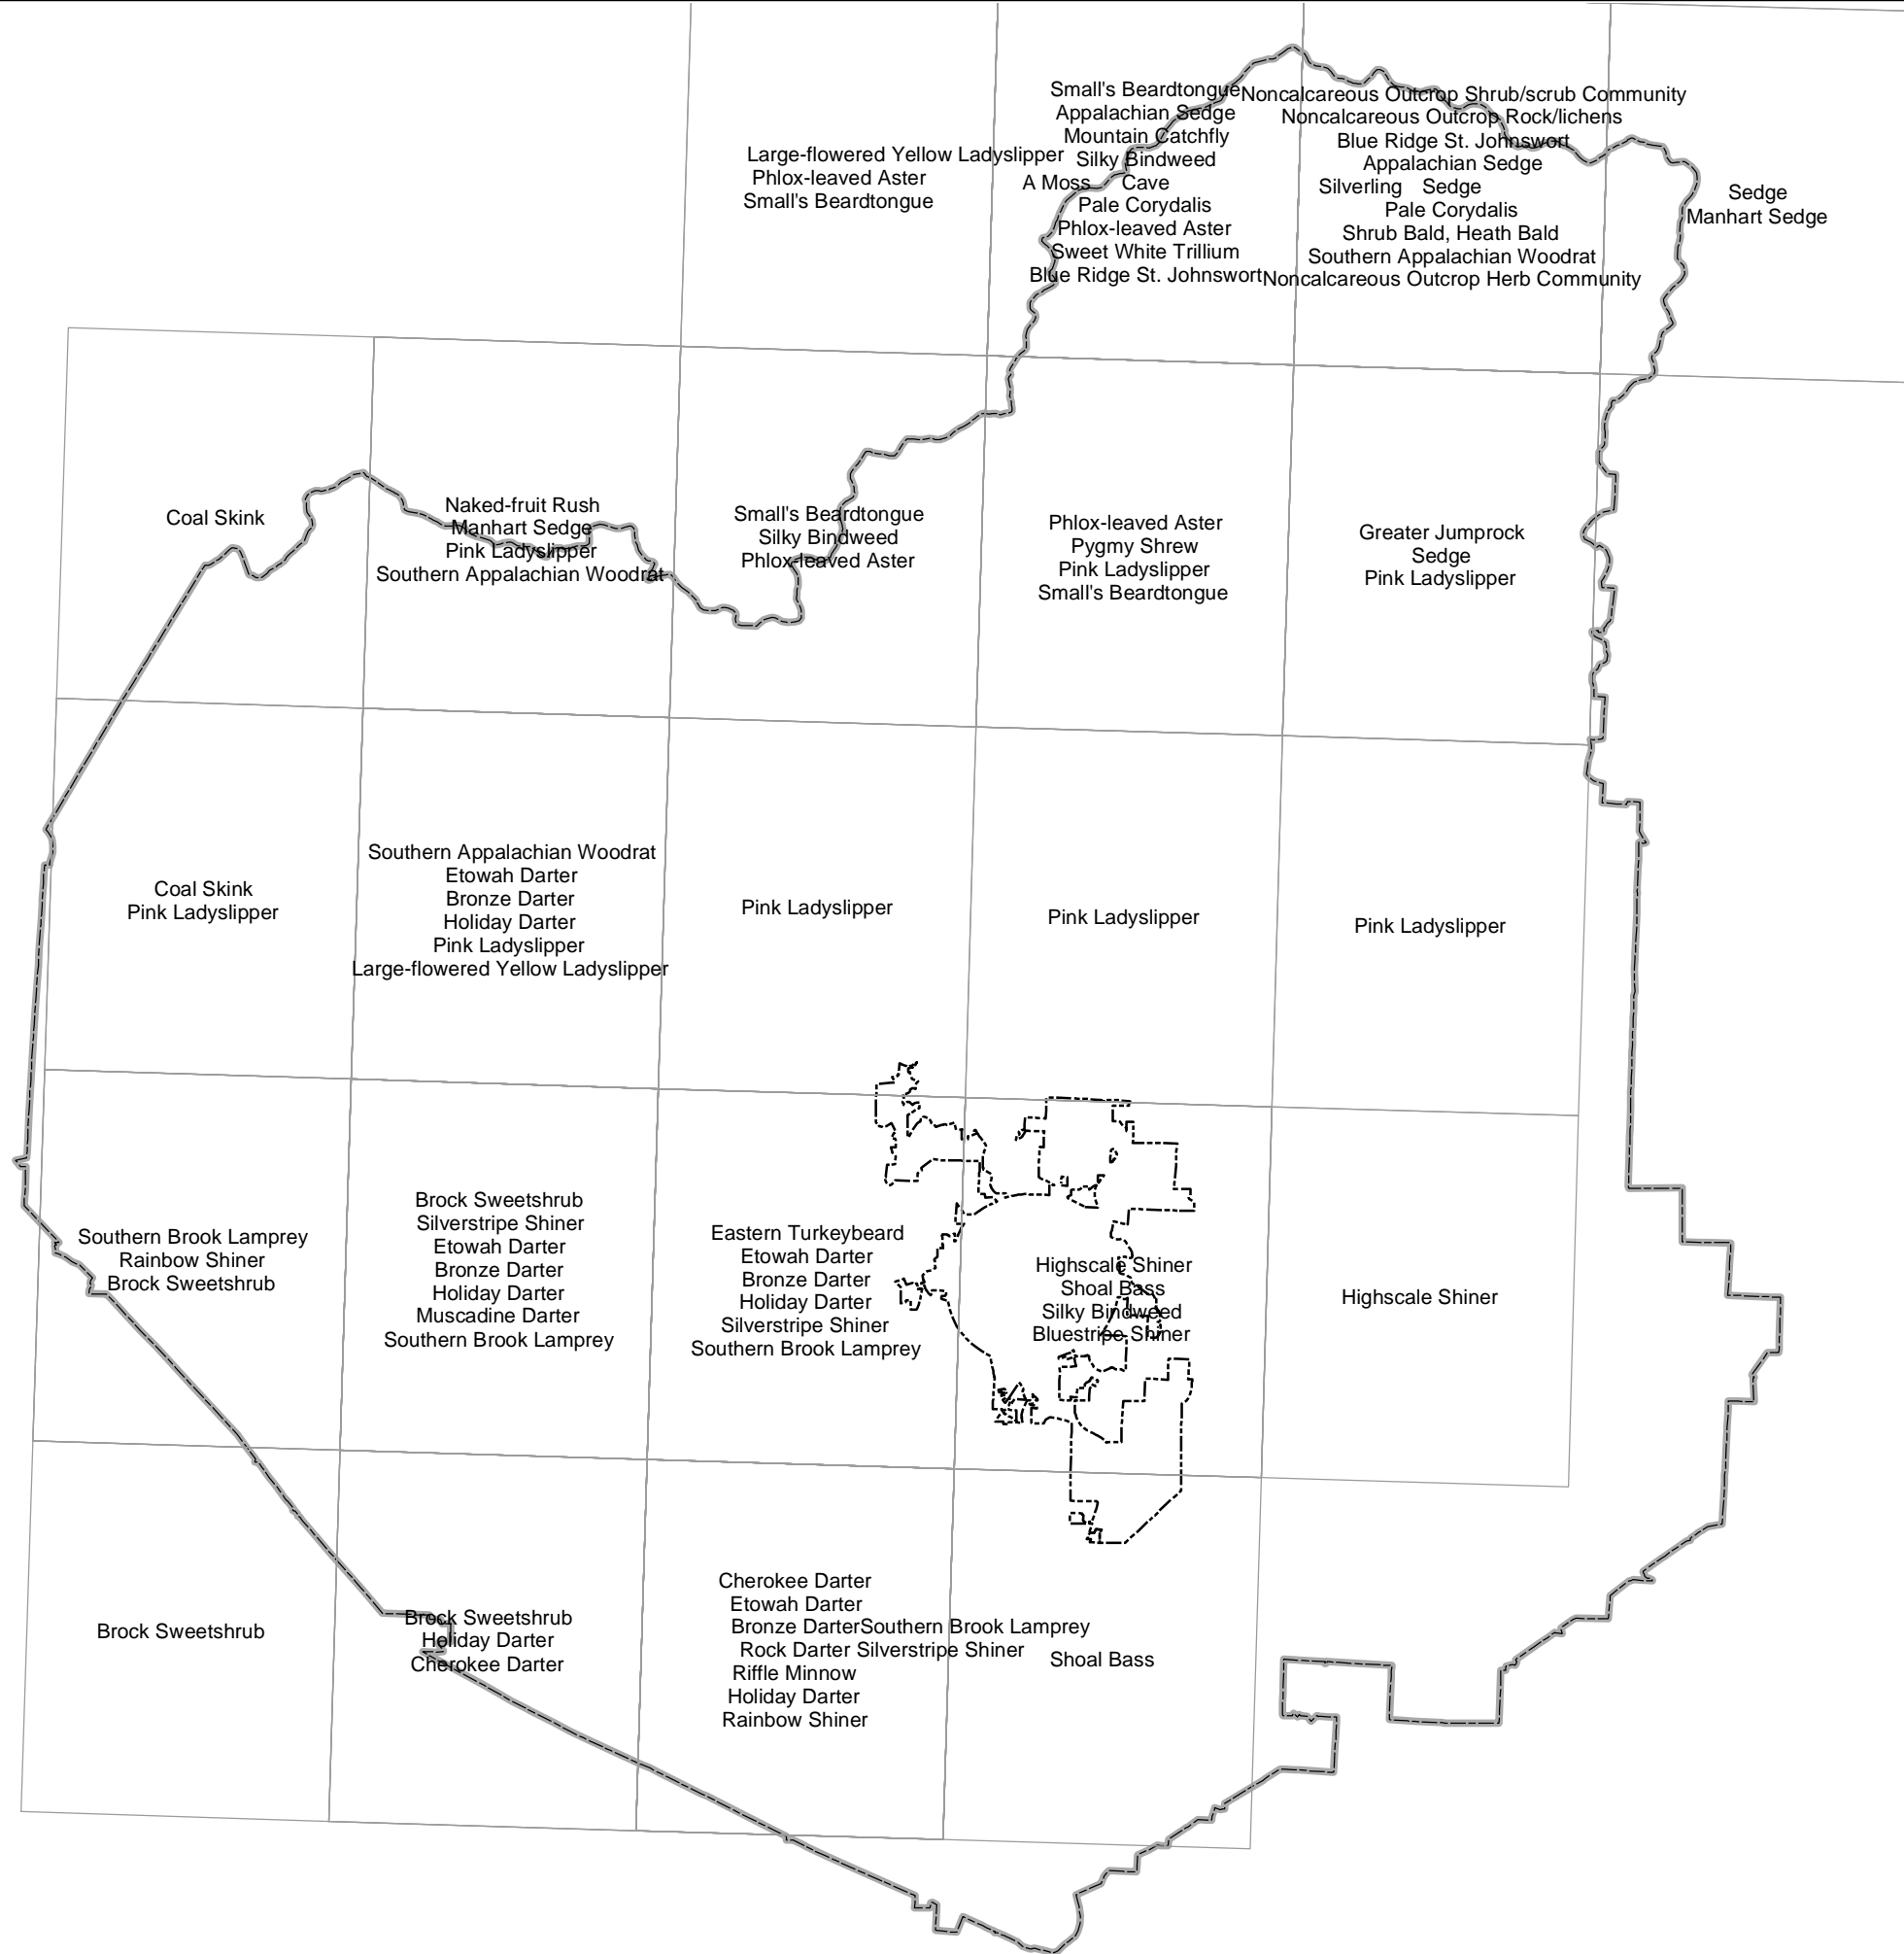 Large-flowered Yellow Ladyslipper
Phlox-leaved Aster
Small's Beardtongue
Small's Beardtongue
Appalachian Sedge
Mountain Catchfly
Silky Bindweed
A Moss Cave
Pale Corydalis
Phlox-leaved Aster
Sweet White Trillium
Blue Ridge St. Johnswort
Noncalcareous Outcrop Shrub/scrub Community
Noncalcareous Outcrop Rock/lichens
Blue Ridge St. Johnswort
Appalachian Sedge
Silverling Sedge
Pale Corydalis
Shrub Bald, Heath Bald
Southern Appalachian Woodrat
Noncalcareous Outcrop Herb Community
Sedge
Manhart Sedge
Coal Skink
Naked-fruit Rush
Manhart Sedge
Pink Ladyslipper
Southern Appalachian Woodrat
Small's Beardtongue
Silky Bindweed
Phlox-leaved Aster
Phlox-leaved Aster
Pygmy Shrew
Pink Ladyslipper
Small's Beardtongue
Greater Jumprock
Sedge
Pink Ladyslipper
Coal Skink
Pink Ladyslipper
Southern Appalachian Woodrat
Etowah Darter
Bronze Darter
Holiday Darter
Pink Ladyslipper
Large-flowered Yellow Ladyslipper
Pink Ladyslipper
Pink Ladyslipper
Pink Ladyslipper
Southern Brook Lamprey
Rainbow Shiner
Brock Sweetshrub
Brock Sweetshrub
Silverstripe Shiner
Etowah Darter
Bronze Darter
Holiday Darter
Muscadine Darter
Southern Brook Lamprey
Eastern Turkeybeard
Etowah Darter
Bronze Darter
Holiday Darter
Silverstripe Shiner
Southern Brook Lamprey
Highscale Shiner
Shoal Bass
Silky Bindweed
Bluestripe Shiner
Highscale Shiner
Brock Sweetshrub
Brock Sweetshrub
Holiday Darter
Cherokee Darter
Cherokee Darter
Etowah Darter
Bronze Darter Southern Brook Lamprey
Rock Darter Silverstripe Shiner
Riffle Minnow
Holiday Darter
Rainbow Shiner
Shoal Bass